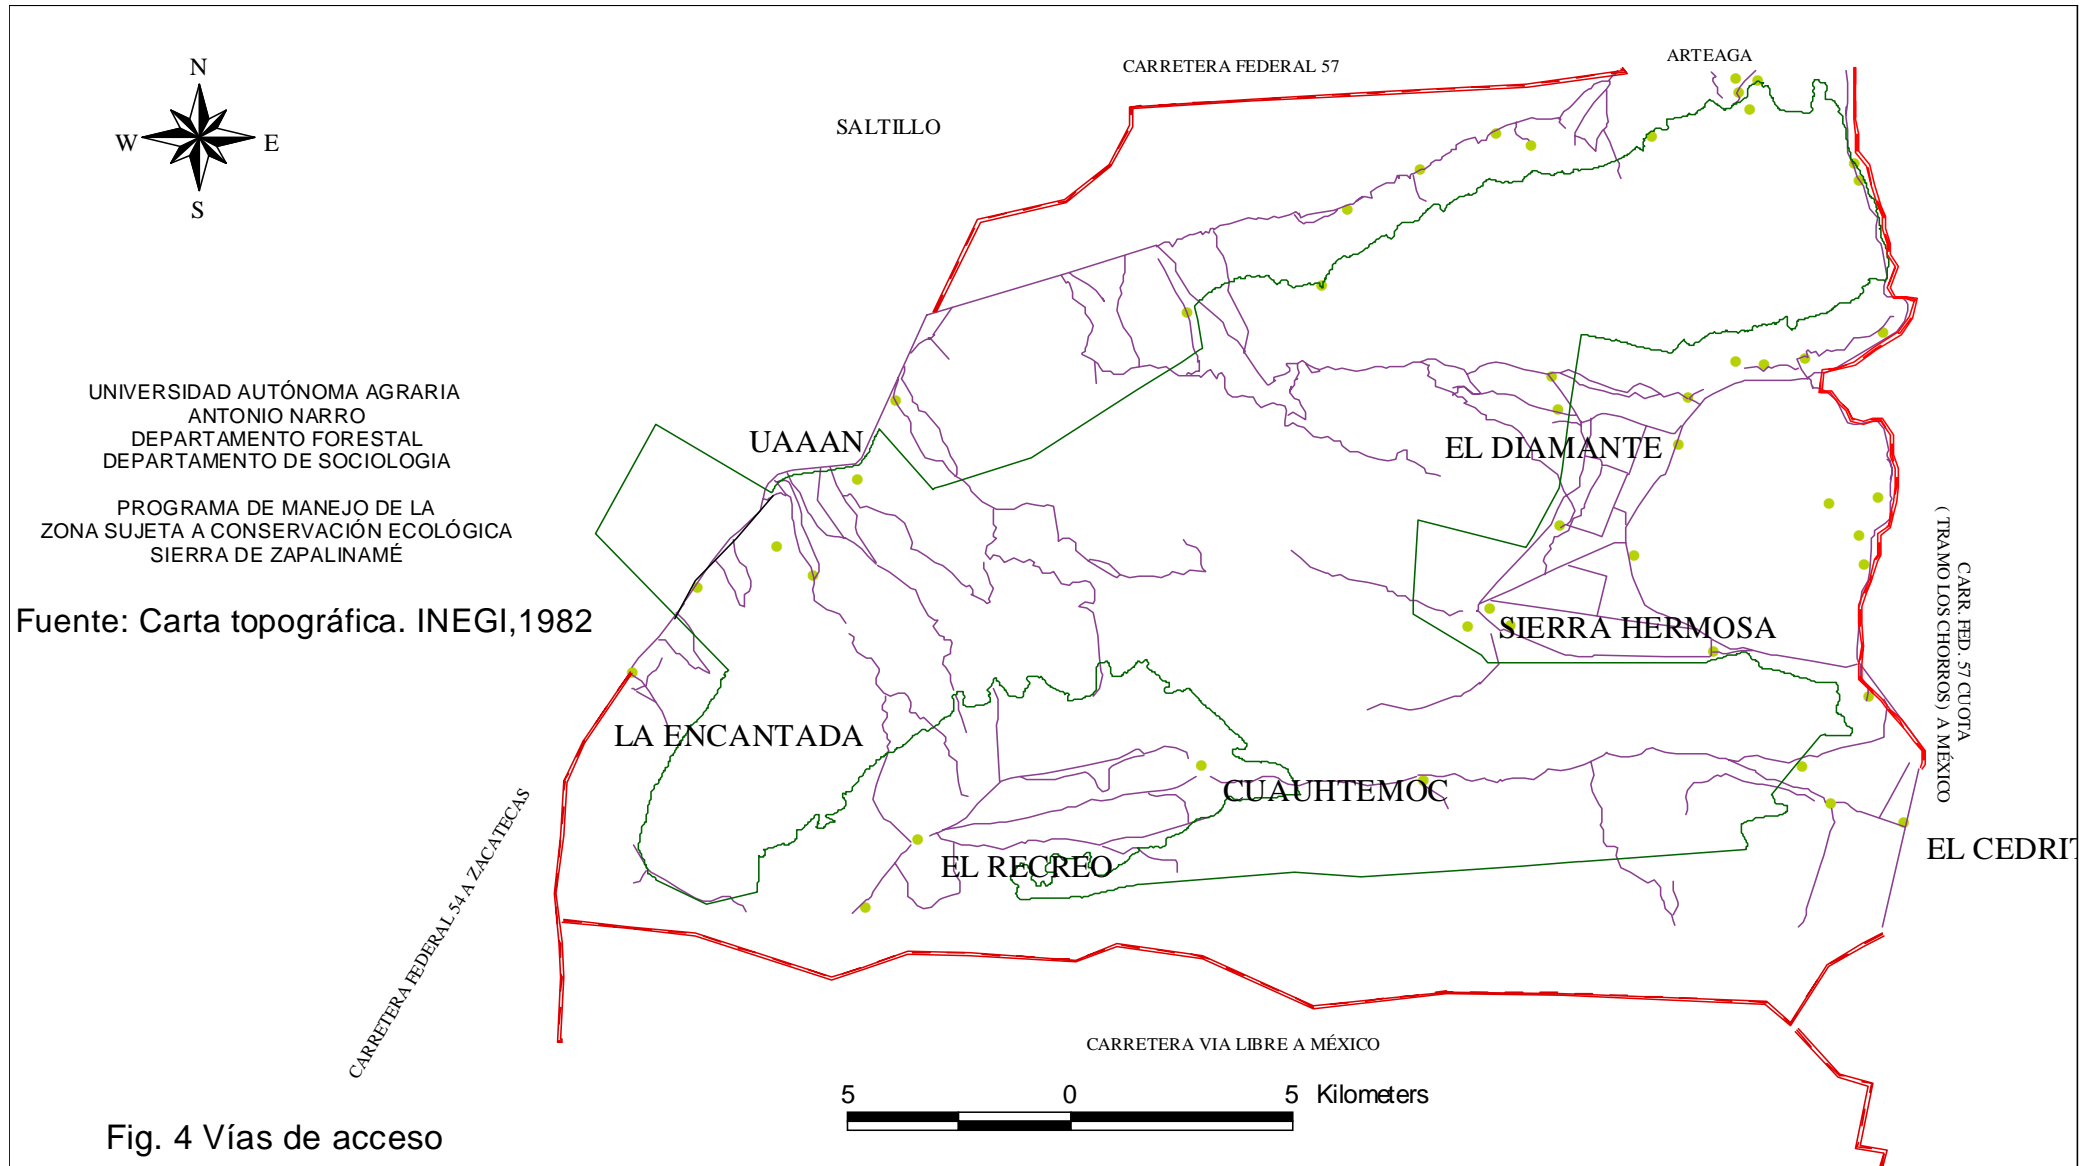 CARRETERA FEDERAL 57
ARTEAGA
N
W
E
S
SALTILLO
UNIVERSIDAD AUTÓNOMA AGRARIA
ANTONIO NARRO
DEPARTAMENTO FORESTAL
DEPARTAMENTO DE SOCIOLOGIA
PROGRAMA DE MANEJO DE LA
ZONA SUJETA A CONSERVACIÓN ECOLÓGICA
SIERRA DE ZAPALINAMÉ
Fuente: Carta topográfica. INEGI,1982
UAAAN
EL DIAMANTE
SIERRA HERMOSA
LA ENCANTADA
CUAUHTEMOC
EL RECREO
EL CEDRIT
CARR. FED. 57 CUOTA
( TRAMO LOS CHORROS) A MÉXICO
CARRETERA FEDERAL 54 A ZACATECAS
CARRETERA VIA LIBRE A MÉXICO
5 0 5 Kilometers
Fig. 4 Vías de acceso